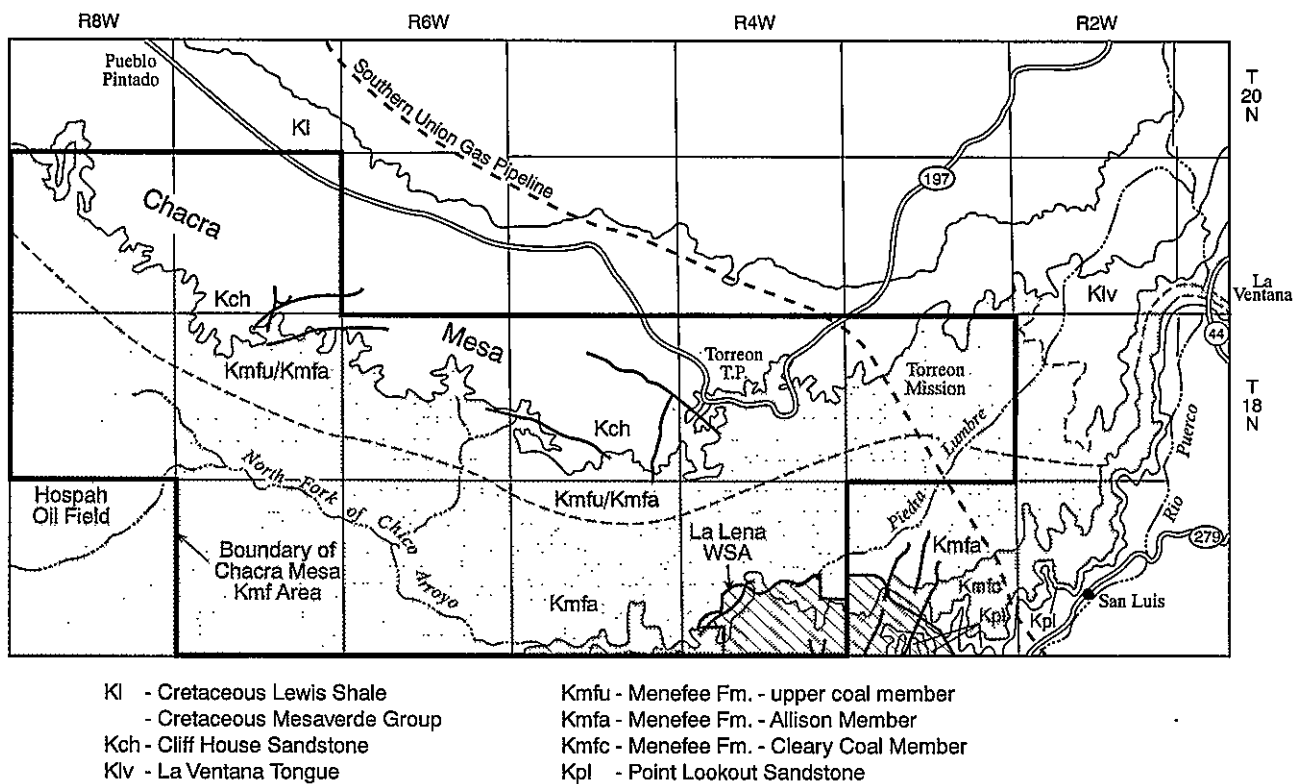 R8W
R6W
R4W
R2W
Pueblo
Pintado
T
20
N
Southern Union Gas Pipeline
Kl
197
Chacra
Kch
Klv
La
Ventana
44
Mesa
Kmfu/Kmfa
Torreon
T.P.
Torreon
Mission
T
18
N
Kch
Lumbre
Puerco
Hospah
Oil Field
North Fork of Chico
Kmfu/Kmfa
Piedra
Rio
La Lena
WSA
279
Boundary of
Chacra Mesa
Kmf Area
Kmfa
Arroyo
Kmfa
Kmfc
San Luis
Kpl
Kpl
Kl - Cretaceous Lewis Shale
- Cretaceous Mesaverde Group
Kch - Cliff House Sandstone
Klv - La Ventana Tongue
Kmfu - Menefee Fm. - upper coal member
Kmfa - Menefee Fm. - Allison Member
Kmfc - Menefee Fm. - Cleary Coal Member
Kpl - Point Lookout Sandstone